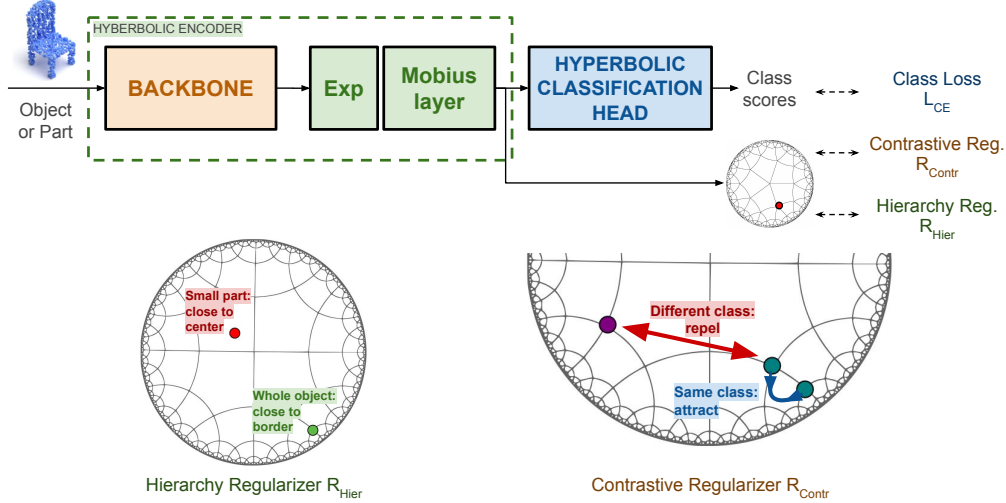 HYBERBOLIC ENCODER
Object
or Part
BACKBONE
Exp
Mobius
layer
HYPERBOLIC
CLASSIFICATION
HEAD
Class
scores
Class Loss
L_CE
Contrastive Reg.
R_Contr
Hierarchy Reg.
R_Hier
Small part:
close to
center
Whole object:
close to
border
Hierarchy Regularizer R_Hier
Different class:
repel
Same class:
attract
Contrastive Regularizer R_Contr